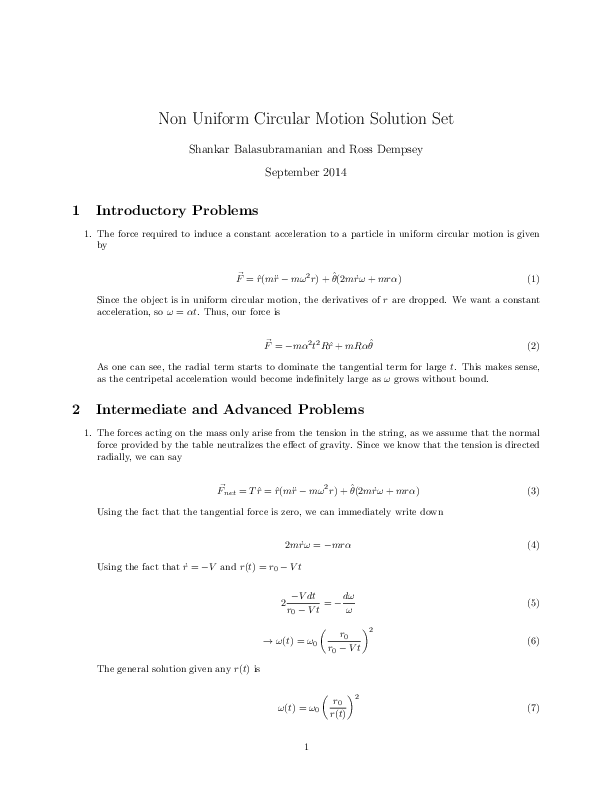 Non Uniform Circular Motion Solution Set
Shankar Balasubramanian and Ross Dempsey
September 2014
1 Introductory Problems
1. The force required to induce a constant acceleration to a particle in uniform circular motion is given
by
$\vec{F} = \hat{r}(m\ddot{r} - m\omega^2 r) + \hat{\theta}(2m\dot{r}\omega + mr\alpha)$ (1)
Since the object is in uniform circular motion, the derivatives of $r$ are dropped. We want a constant
acceleration, so $\omega = \alpha t$. Thus, our force is
$\vec{F} = -m\alpha^2 t^2 R\hat{r} + mR\alpha\hat{\theta}$ (2)
As one can see, the radial term starts to dominate the tangential term for large $t$. This makes sense,
as the centripetal acceleration would become indefinitely large as $\omega$ grows without bound.
2 Intermediate and Advanced Problems
1. The forces acting on the mass only arise from the tension in the string, as we assume that the normal
force provided by the table neutralizes the effect of gravity. Since we know that the tension is directed
radially, we can say
$\vec{F}_{net} = T\hat{r} = \hat{r}(m\ddot{r} - m\omega^2 r) + \hat{\theta}(2m\dot{r}\omega + mr\alpha)$ (3)
Using the fact that the tangential force is zero, we can immediately write down
$2m\dot{r}\omega = -mr\alpha$ (4)
Using the fact that $\dot{r} = -V$ and $r(t) = r_0 - Vt$
$2\frac{-Vdt}{r_0 - Vt} = -\frac{d\omega}{\omega}$ (5)
$\rightarrow \omega(t) = \omega_0 \left(\frac{r_0}{r_0 - Vt}\right)^2$ (6)
The general solution given any $r(t)$ is
$\omega(t) = \omega_0 \left(\frac{r_0}{r(t)}\right)^2$ (7)
1